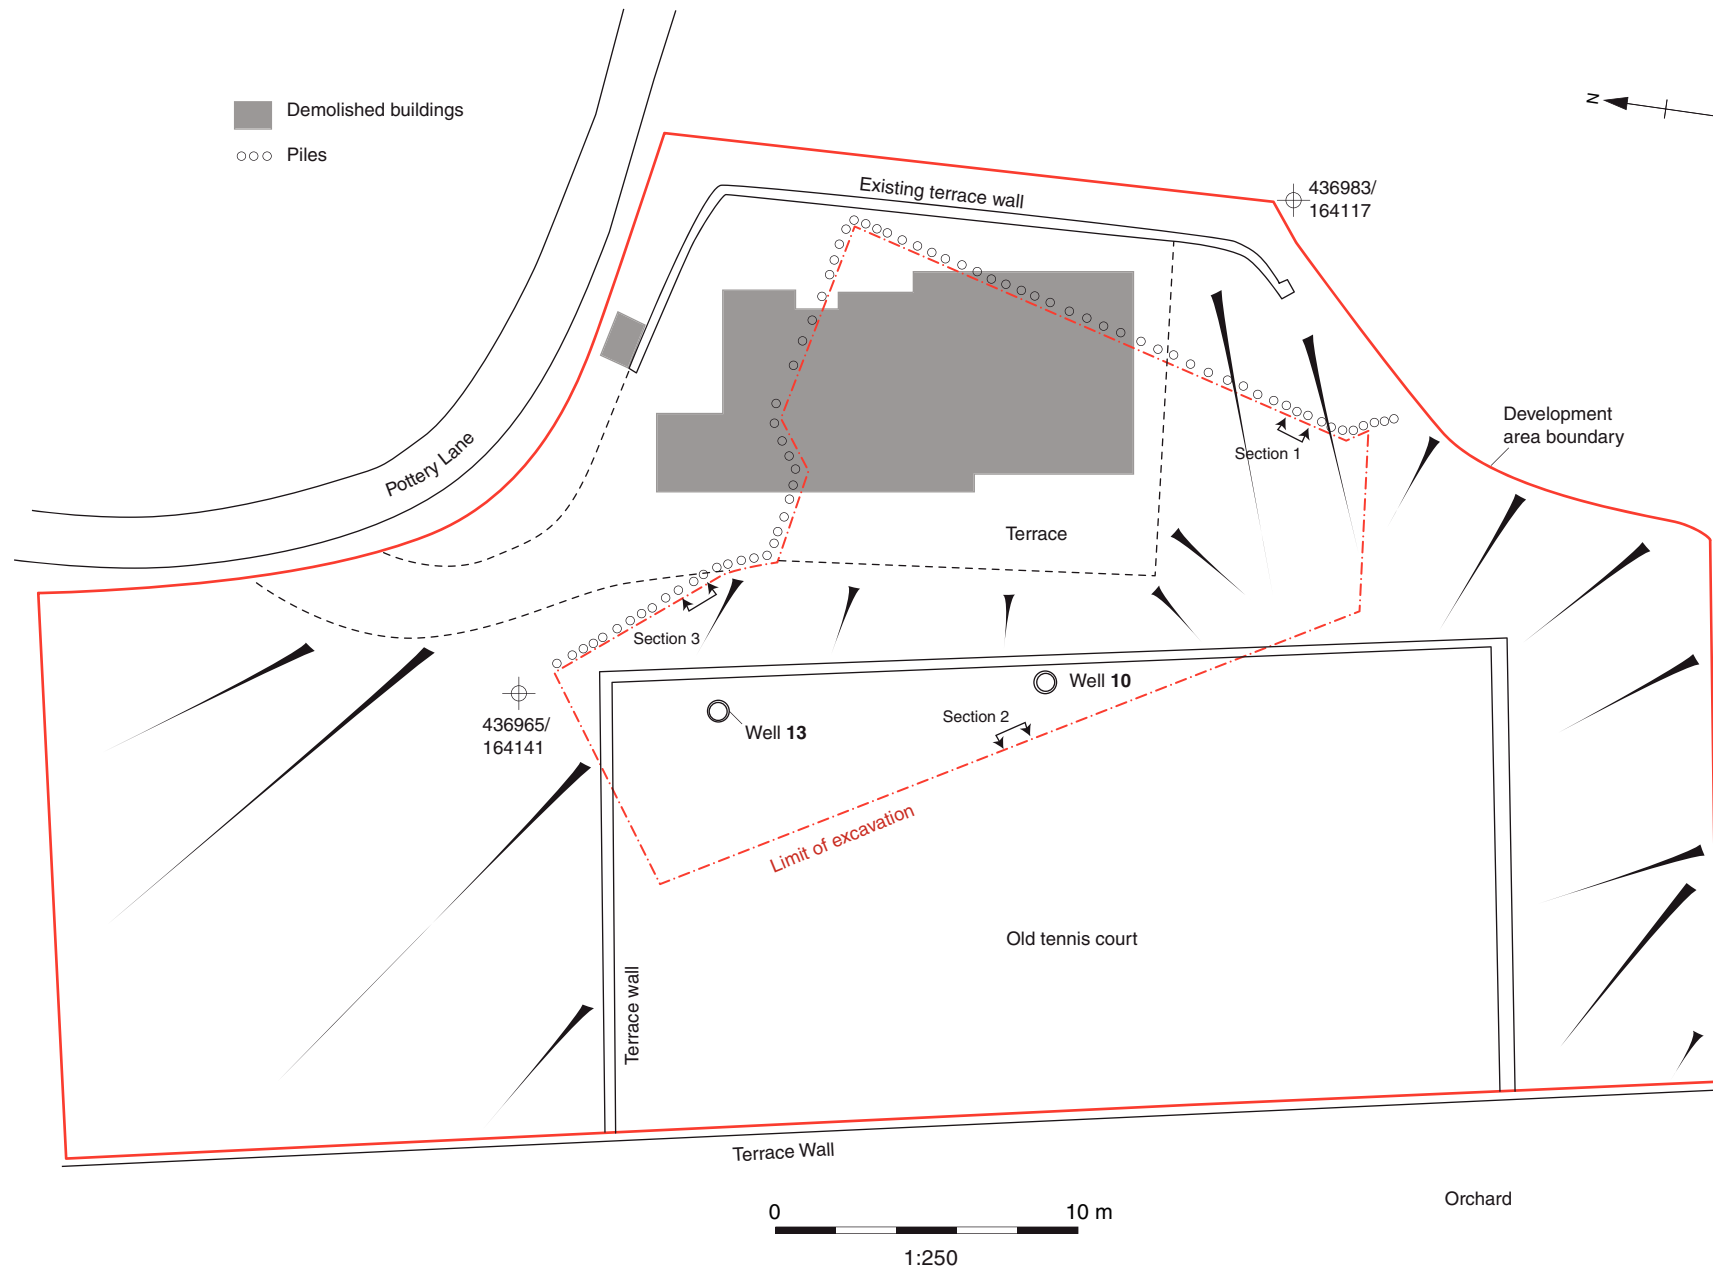 N
Demolished buildings
Piles
Existing terrace wall
436983/
164117
Pottery Lane
Development
area boundary
Section 1
Terrace
Section 3
Well 10
436965/
164141
Section 2
Well 13
Limit of excavation
Old tennis court
Terrace wall
Terrace Wall
Orchard
0 10 m
1:250